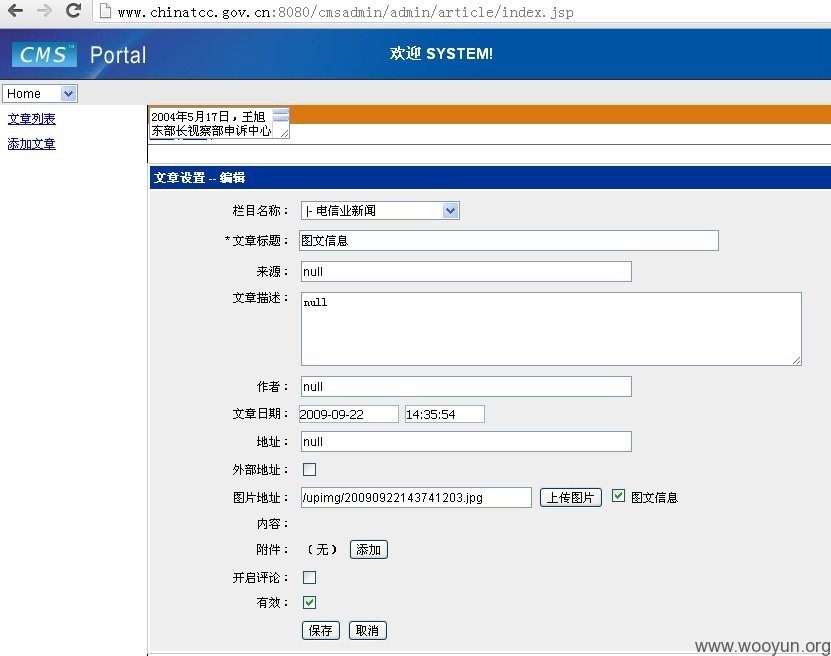 www.chinatcc.gov.cn:8080/cmsadmin/admin/article/index.jsp
CMS™ Portal
欢迎 SYSTEM!
Home
文章列表
添加文章
2004年5月17日，王旭
东部长视察部申诉中心
文章设置 -- 编辑
栏目名称： |- 电信业新闻
*文章标题： 图文信息
来源： null
文章描述： null
作者： null
文章日期： 2009-09-22 14:35:54
地址： null
外部地址：
图片地址： /upimg/20090922143741203.jpg 上传图片 图文信息
内容：
附件： （无） 添加
开启评论：
有效：
保存 取消
www.wooyun.org